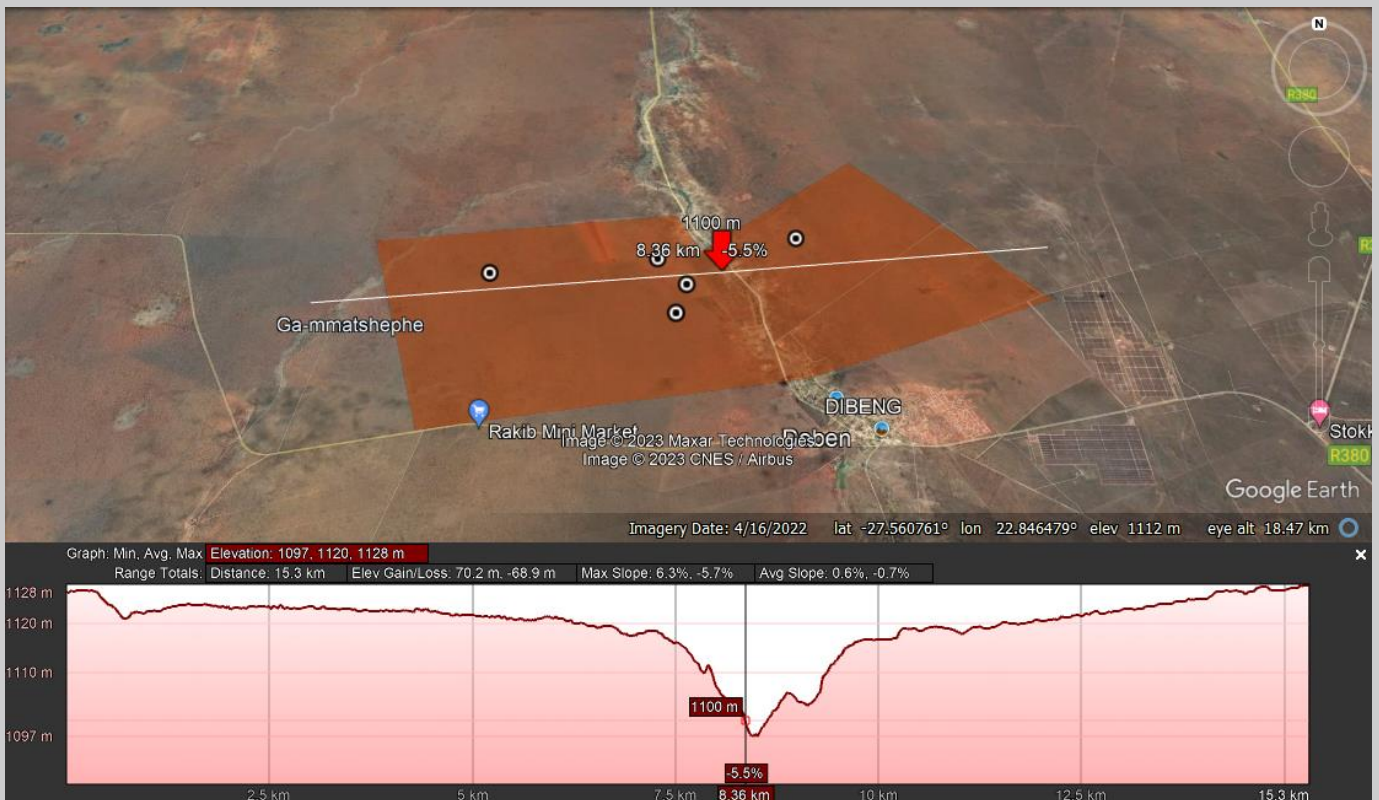 N
R380
1100 m
8.36 km -5.5%
Ga-mmatshephe
DIBENG
Rakib Mini Market
Deben
Image © 2023 Maxar Technologies
Image © 2023 CNES / Airbus
Stokk
R380
Google Earth
Imagery Date: 4/16/2022 lat -27.560761° lon 22.846479° elev 1112 m eye alt 18.47 km
Graph: Min, Avg, Max Elevation: 1097, 1120, 1128 m
Range Totals: Distance: 15.3 km Elev Gain/Loss: 70.2 m, -68.9 m Max Slope: 6.3%, -5.7% Avg Slope: 0.6%, -0.7%
1128 m
1120 m
1110 m
1100 m
1097 m
-5.5%
2.5 km 5 km 7.5 km 8.36 km 10 km 12.5 km 15.3 km